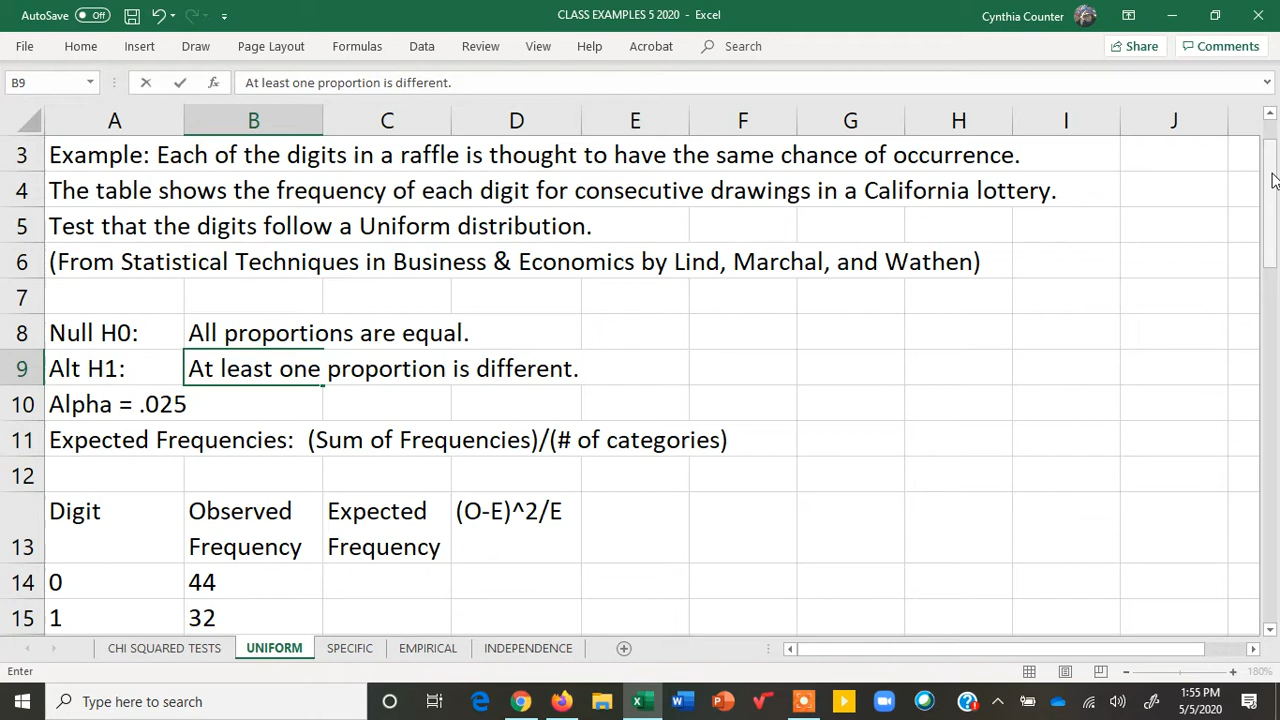 AutoSave Off CLASS EXAMPLES 5 2020 - Excel Cynthia Counter
File Home Insert Draw Page Layout Formulas Data Review View Help Acrobat Search Share Comments
B9 fx At least one proportion is different.
A B C D E F G H I J
3 Example: Each of the digits in a raffle is thought to have the same chance of occurrence.
4 The table shows the frequency of each digit for consecutive drawings in a California lottery.
5 Test that the digits follow a Uniform distribution.
6 (From Statistical Techniques in Business & Economics by Lind, Marchal, and Wathen)
7
8 Null H0: All proportions are equal.
9 Alt H1: At least one proportion is different.
10 Alpha = .025
11 Expected Frequencies: (Sum of Frequencies)/(# of categories)
12
Digit Observed Expected (O-E)^2/E
13 Frequency Frequency
14 0 44
15 1 32
CHI SQUARED TESTS UNIFORM SPECIFIC EMPIRICAL INDEPENDENCE
Enter 180%
Type here to search 1:55 PM
5/5/2020